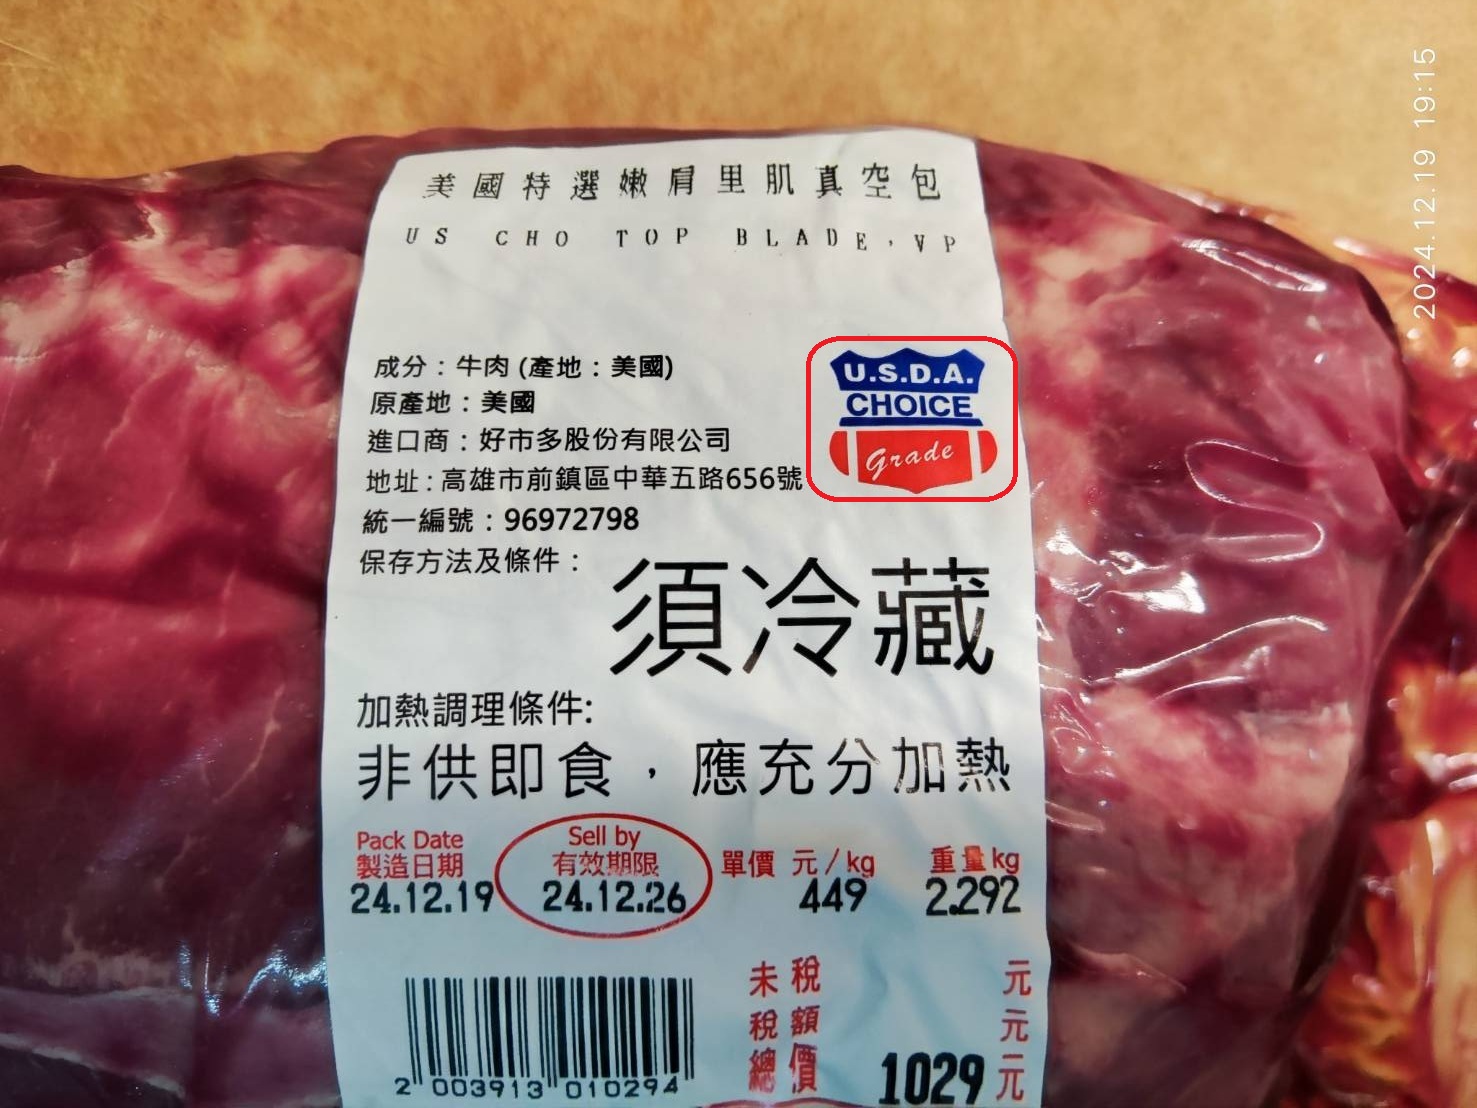 美國特選嫩肩里肌真空包
US CHO TOP BLADE,VP
成分：牛肉 (產地：美國)
原產地：美國
進口商：好市多股份有限公司
地址：高雄市前鎮區中華五路656號
統一編號：96972798
U.S.D.A.
CHOICE
Grade
保存方法及條件：
須冷藏
加熱調理條件:
非供即食，應充分加熱
Pack Date
製造日期
24.12.19
Sell by
有效期限
24.12.26
單價 元/kg
449
重量kg
2.292
未稅 元
稅額 元
總價 1029元
2 003913 010294
2024.12.19 19:15